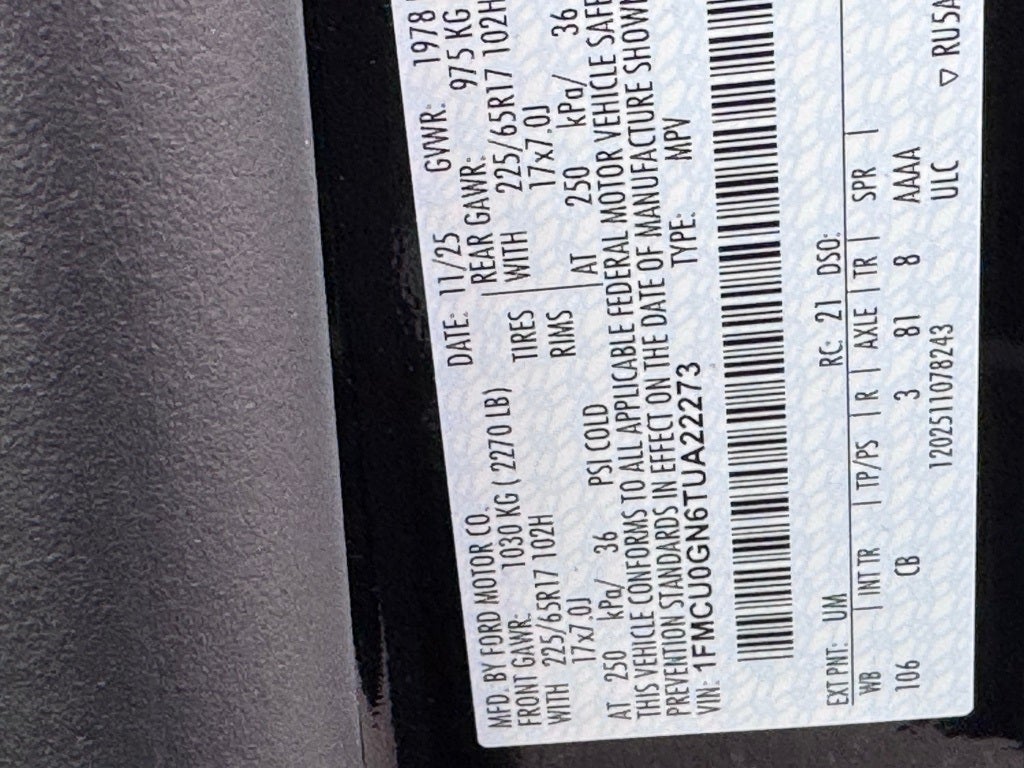 MFD. BY FORD MOTOR CO. DATE: 11/25 GVWR: 1978
FRONT GAWR: 1030 KG ( 2270 LB) REAR GAWR: 975 KG
WITH 225/65R17 102H TIRES WITH 225/65R17 102H
17x7.0J RIMS 17x7.0J
AT 250 kPa/ 36 PSI COLD AT 250 kPa/ 36
THIS VEHICLE CONFORMS TO ALL APPLICABLE FEDERAL MOTOR VEHICLE SAFE
PREVENTION STANDARDS IN EFFECT ON THE DATE OF MANUFACTURE SHOWN
VIN: 1FMCU0GN6TUA22273 TYPE: MPV
EXT PNT: UM RC: 21 DSO:
WB | INT TR | TP/PS | R | AXLE | TR | SPR |
106 CB 3 81 8 AAAA
1202511078243 ULC ▽ RU5A